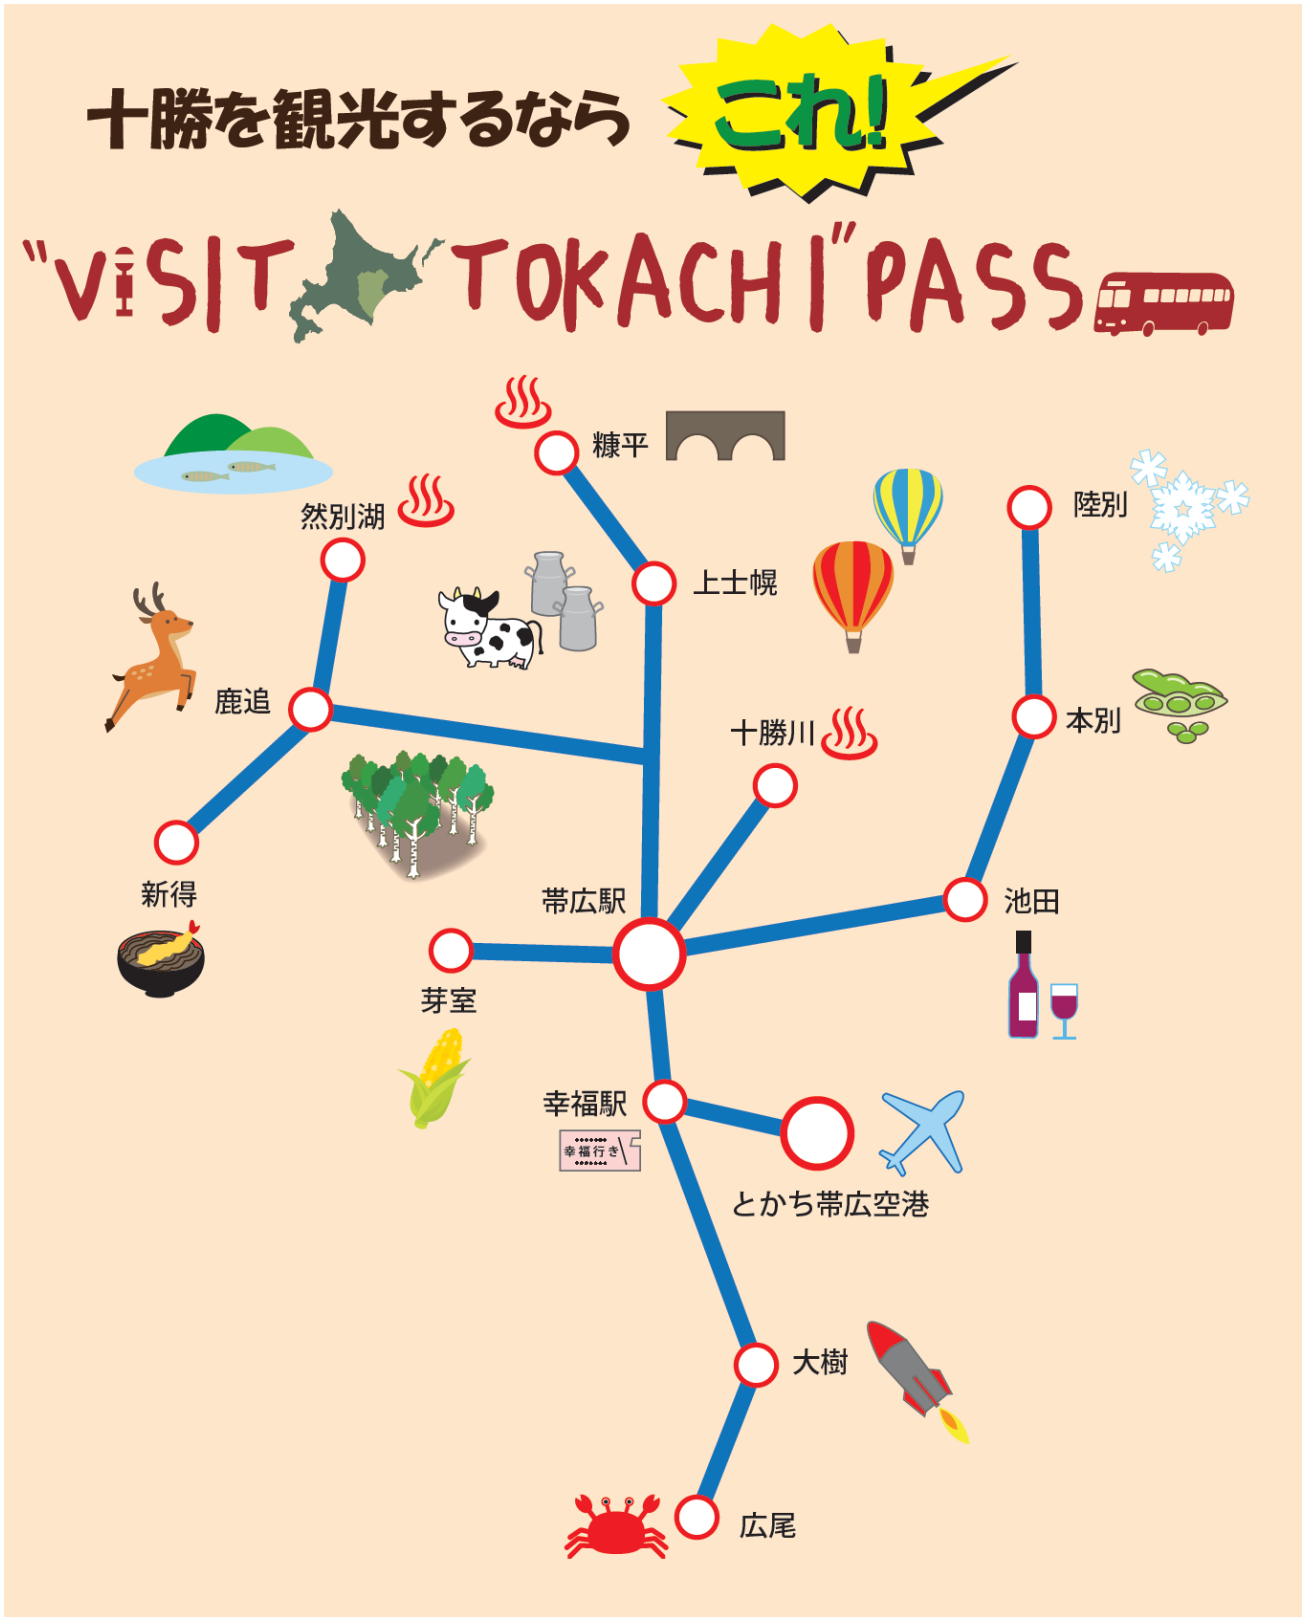 十勝を観光するなら
これ!
"ViSIT TOKACHI" PASS
糠平
然別湖
陸別
上士幌
鹿追
本別
十勝川
新得
帯広駅
池田
芽室
幸福駅
幸福行き
とかち帯広空港
大樹
広尾